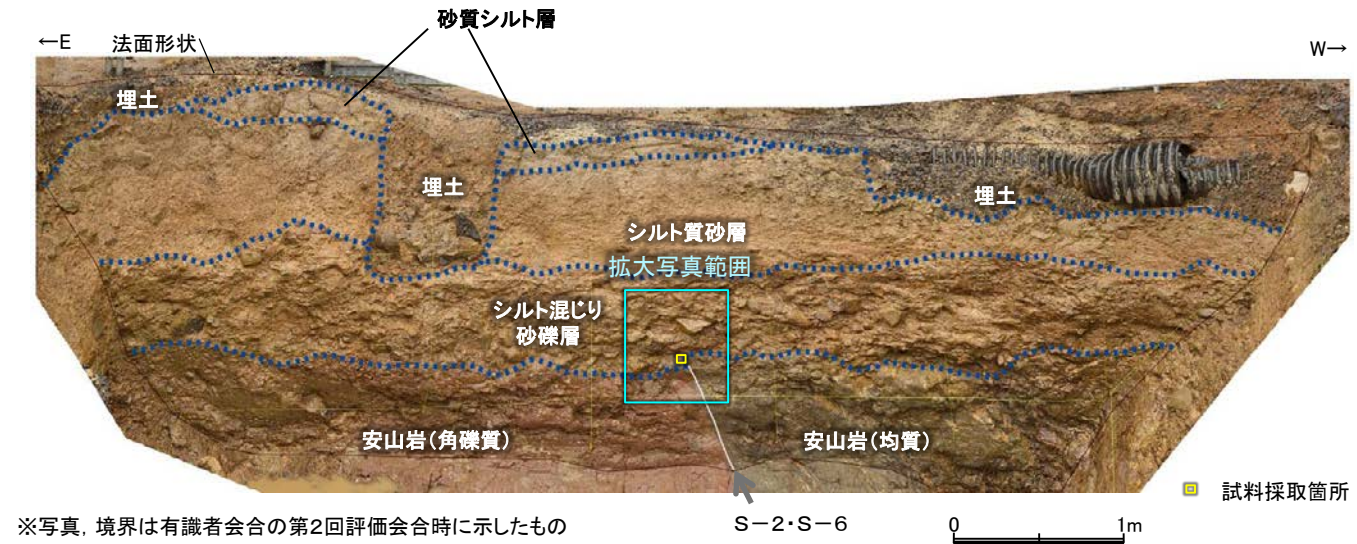 砂質シルト層
←E
法面形状
W→
埋土
埋土
埋土
シルト質砂層
拡大写真範囲
シルト混じり
砂礫層
安山岩(角礫質)
安山岩(均質)
試料採取箇所
※写真,境界は有識者会合の第2回評価会合時に示したもの
S-2・S-6
0
1m